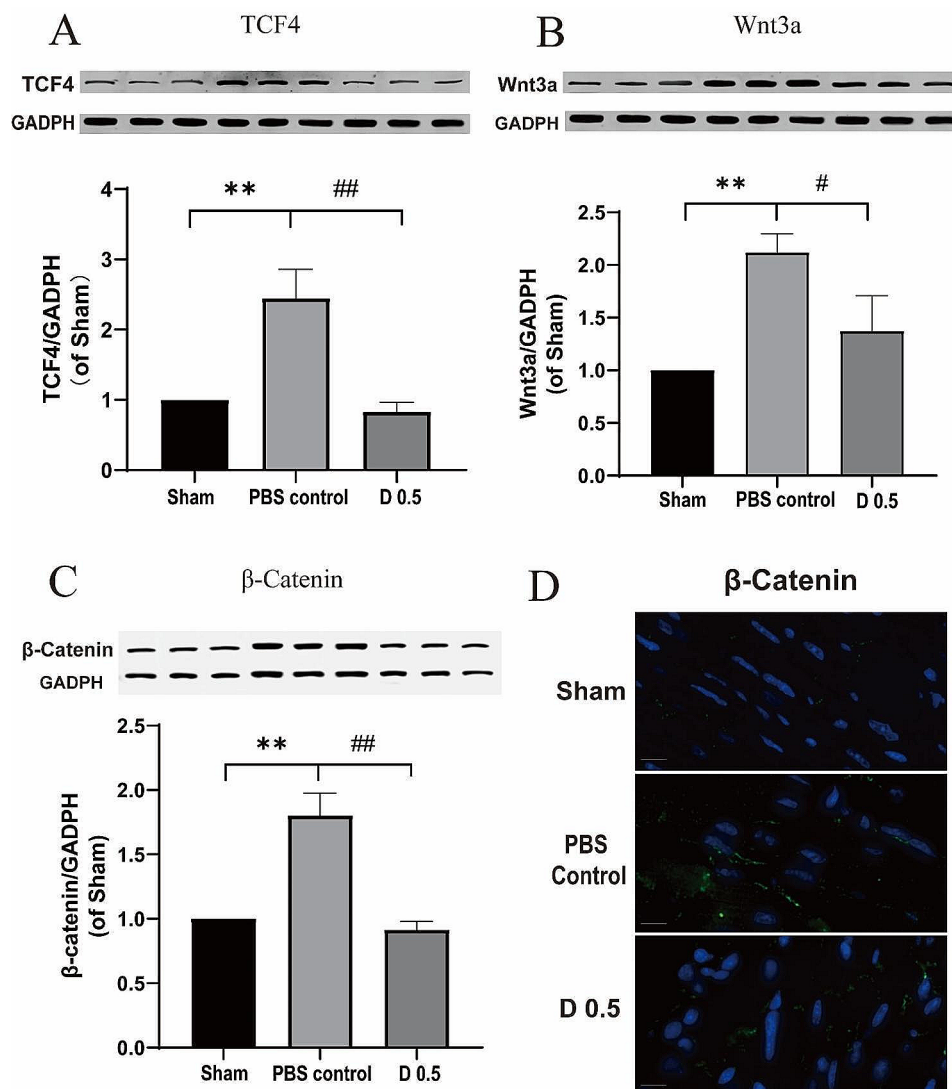 A
TCF4
TCF4
GADPH
**
##
4
3
2
1
0
TCF4/GADPH
(of Sham)
Sham
PBS control
D 0.5
B
Wnt3a
Wnt3a
GADPH
**
#
2.5
2.0
1.5
1.0
0.5
0.0
Wnt3a/GADPH
(of Sham)
Sham
PBS control
D 0.5
C
β-Catenin
β-Catenin
GADPH
**
##
2.5
2.0
1.5
1.0
0.5
0.0
β-catenin/GADPH
(of Sham)
Sham
PBS control
D 0.5
D
β-Catenin
Sham
PBS
Control
D 0.5